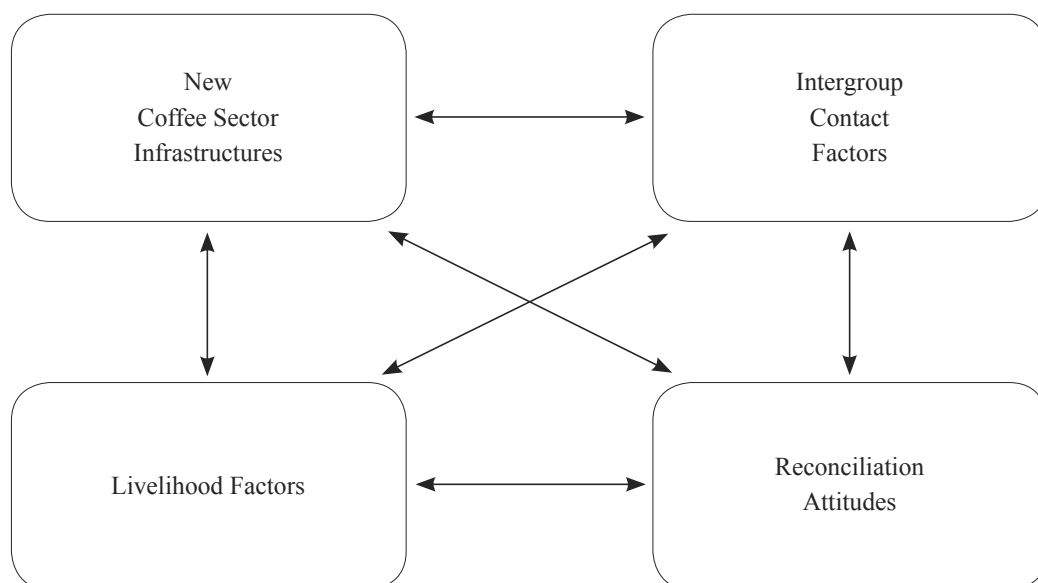 New
Coffee Sector
Infrastructures
Intergroup
Contact
Factors
Livelihood Factors
Reconciliation
Attitudes